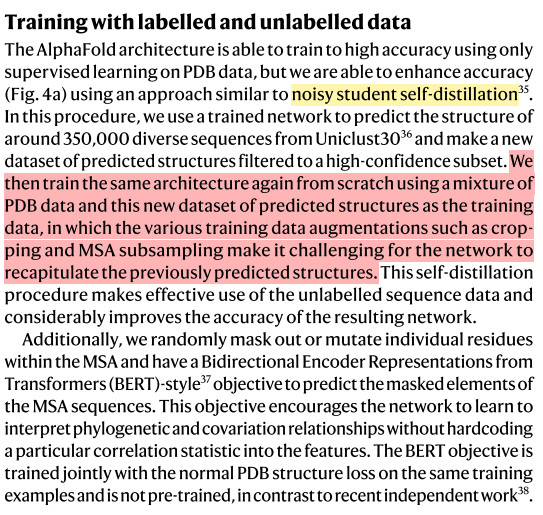 Training with labelled and unlabelled data
The AlphaFold architecture is able to train to high accuracy using only
supervised learning on PDB data, but we are able to enhance accuracy
(Fig. 4a) using an approach similar to noisy student self-distillation35.
In this procedure, we use a trained network to predict the structure of
around 350,000 diverse sequences from Uniclust3036 and make a new
dataset of predicted structures filtered to a high-confidence subset. We
then train the same architecture again from scratch using a mixture of
PDB data and this new dataset of predicted structures as the training
data, in which the various training data augmentations such as crop-
ping and MSA subsampling make it challenging for the network to
recapitulate the previously predicted structures. This self-distillation
procedure makes effective use of the unlabelled sequence data and
considerably improves the accuracy of the resulting network.
Additionally, we randomly mask out or mutate individual residues
within the MSA and have a Bidirectional Encoder Representations from
Transformers (BERT)-style37 objective to predict the masked elements of
the MSA sequences. This objective encourages the network to learn to
interpret phylogenetic and covariation relationships without hardcoding
a particular correlation statistic into the features. The BERT objective is
trained jointly with the normal PDB structure loss on the same training
examples and is not pre-trained, in contrast to recent independent work38.